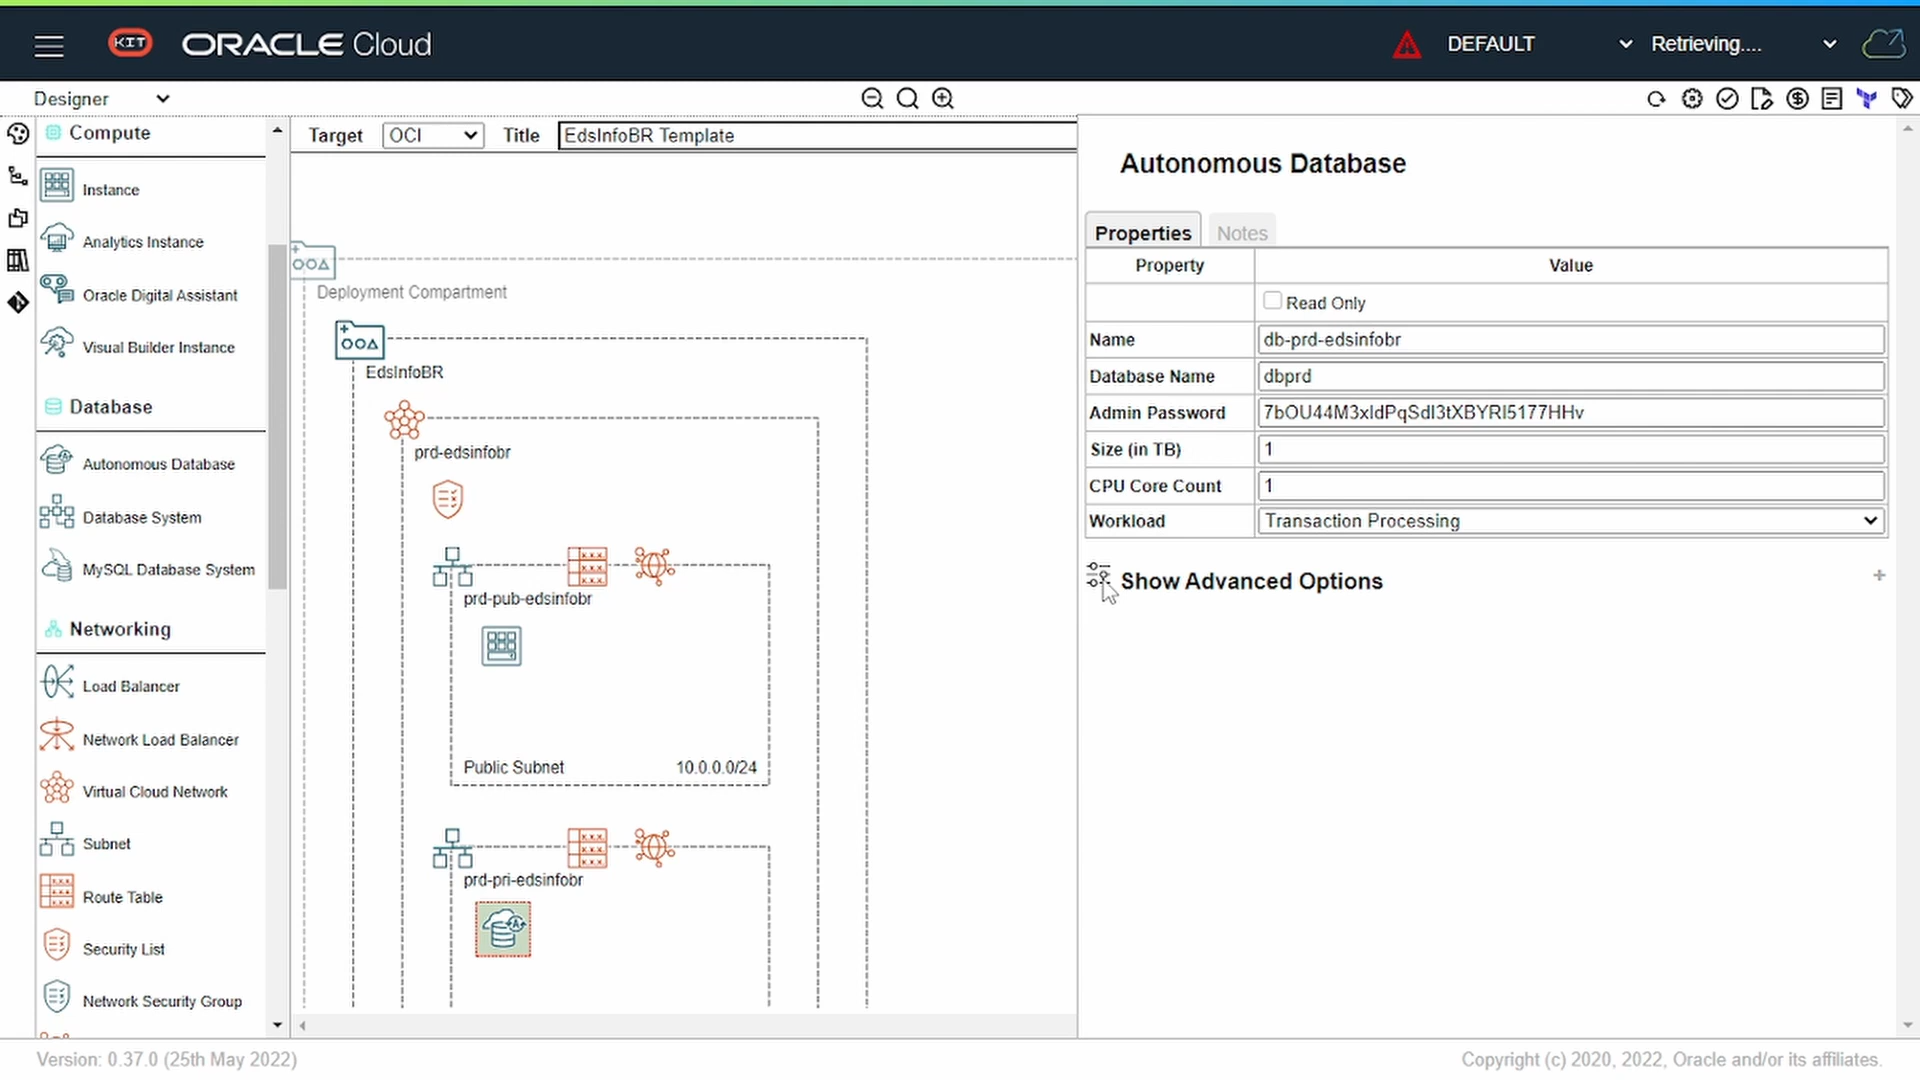 KIT ORACLE Cloud
DEFAULT
Retrieving....
Designer
Compute
Instance
Analytics Instance
Oracle Digital Assistant
Visual Builder Instance
Database
Autonomous Database
Database System
MySQL Database System
Networking
Load Balancer
Network Load Balancer
Virtual Cloud Network
Subnet
Route Table
Security List
Network Security Group
Target OCI Title EdsInfoBR Template
Deployment Compartment
EdsInfoBR
prd-edsinfobr
prd-pub-edsinfobr
Public Subnet 10.0.0.0/24
prd-pri-edsinfobr
Autonomous Database
Properties Notes
Property Value
Read Only
Name db-prd-edsinfobr
Database Name dbprd
Admin Password 7bOU44M3xIdPqSdI3tXBYRI5177HHv
Size (in TB) 1
CPU Core Count 1
Workload Transaction Processing
Show Advanced Options +
Version: 0.37.0 (25th May 2022)
Copyright (c) 2020, 2022, Oracle and/or its affiliates.